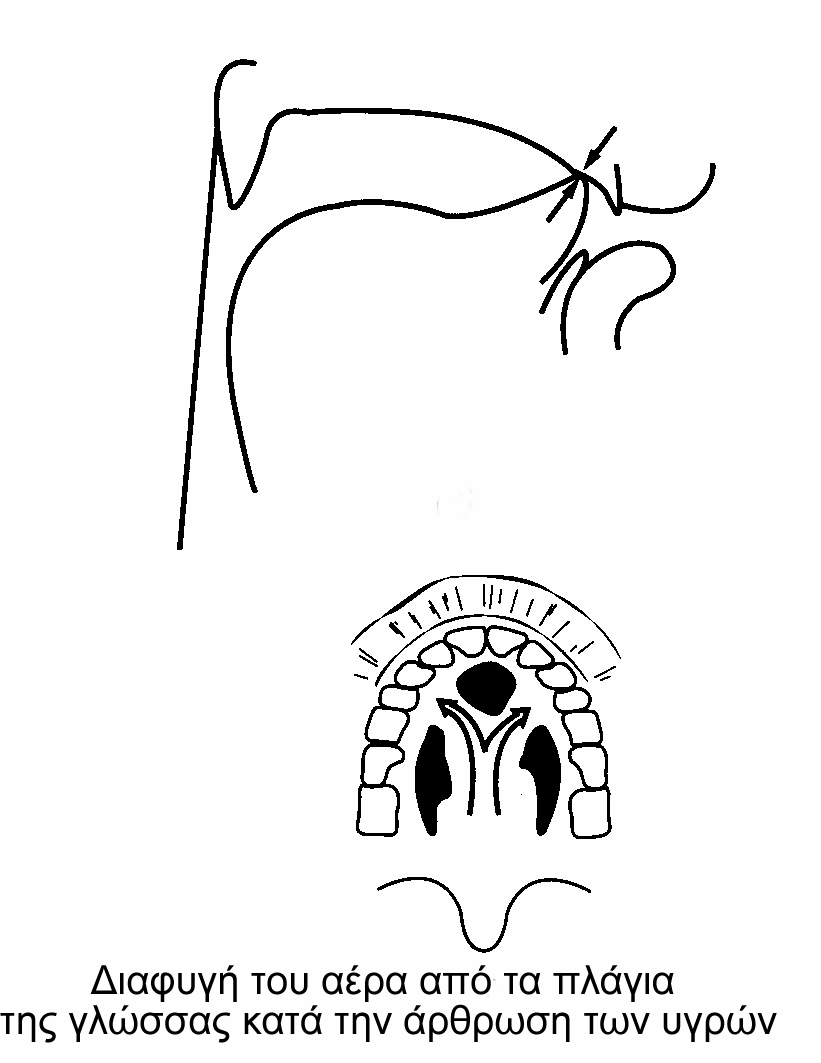 Διαφυγή του αέρα από τα πλάγια
της γλώσσας κατά την άρθρωση των υγρών